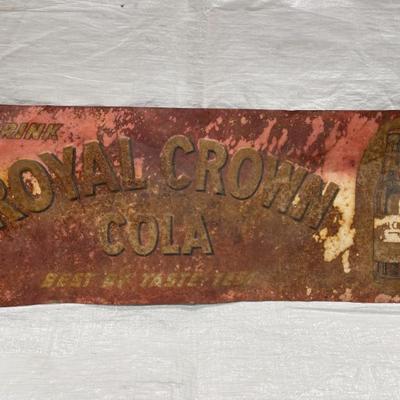 DRINK
ROYAL CROWN
COLA
BEST BY TASTE-TEST